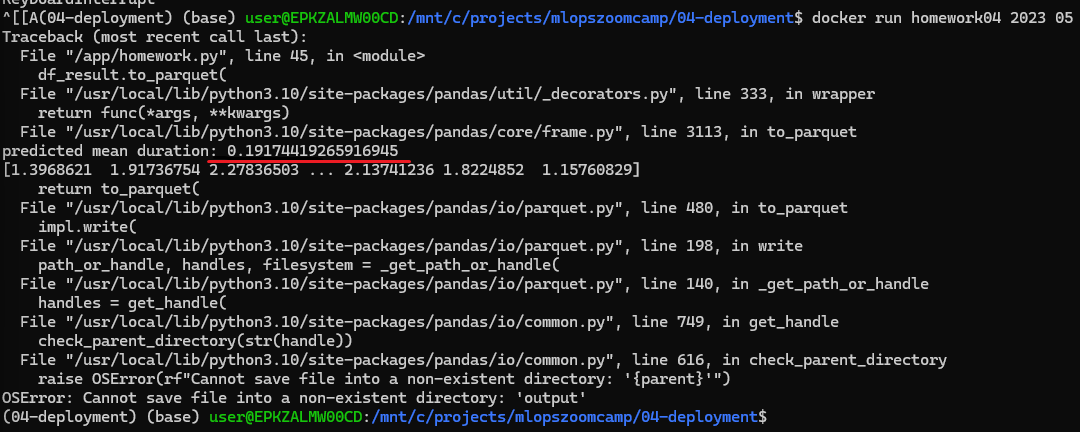 KeyboardInterrupt
^[[A(04-deployment) (base) user@EPKZALMW00CD:/mnt/c/projects/mlopszoomcamp/04-deployment$ docker run homework04 2023 05
Traceback (most recent call last):
  File "/app/homework.py", line 45, in <module>
    df_result.to_parquet(
  File "/usr/local/lib/python3.10/site-packages/pandas/util/_decorators.py", line 333, in wrapper
    return func(*args, **kwargs)
  File "/usr/local/lib/python3.10/site-packages/pandas/core/frame.py", line 3113, in to_parquet
predicted mean duration: 0.19174419265916945
[1.3968621  1.91736754 2.27836503 ... 2.13741236 1.8224852  1.15760829]
    return to_parquet(
  File "/usr/local/lib/python3.10/site-packages/pandas/io/parquet.py", line 480, in to_parquet
    impl.write(
  File "/usr/local/lib/python3.10/site-packages/pandas/io/parquet.py", line 198, in write
    path_or_handle, handles, filesystem = _get_path_or_handle(
  File "/usr/local/lib/python3.10/site-packages/pandas/io/parquet.py", line 140, in _get_path_or_handle
    handles = get_handle(
  File "/usr/local/lib/python3.10/site-packages/pandas/io/common.py", line 749, in get_handle
    check_parent_directory(str(handle))
  File "/usr/local/lib/python3.10/site-packages/pandas/io/common.py", line 616, in check_parent_directory
    raise OSError(rf"Cannot save file into a non-existent directory: '{parent}'")
OSError: Cannot save file into a non-existent directory: 'output'
(04-deployment) (base) user@EPKZALMW00CD:/mnt/c/projects/mlopszoomcamp/04-deployment$